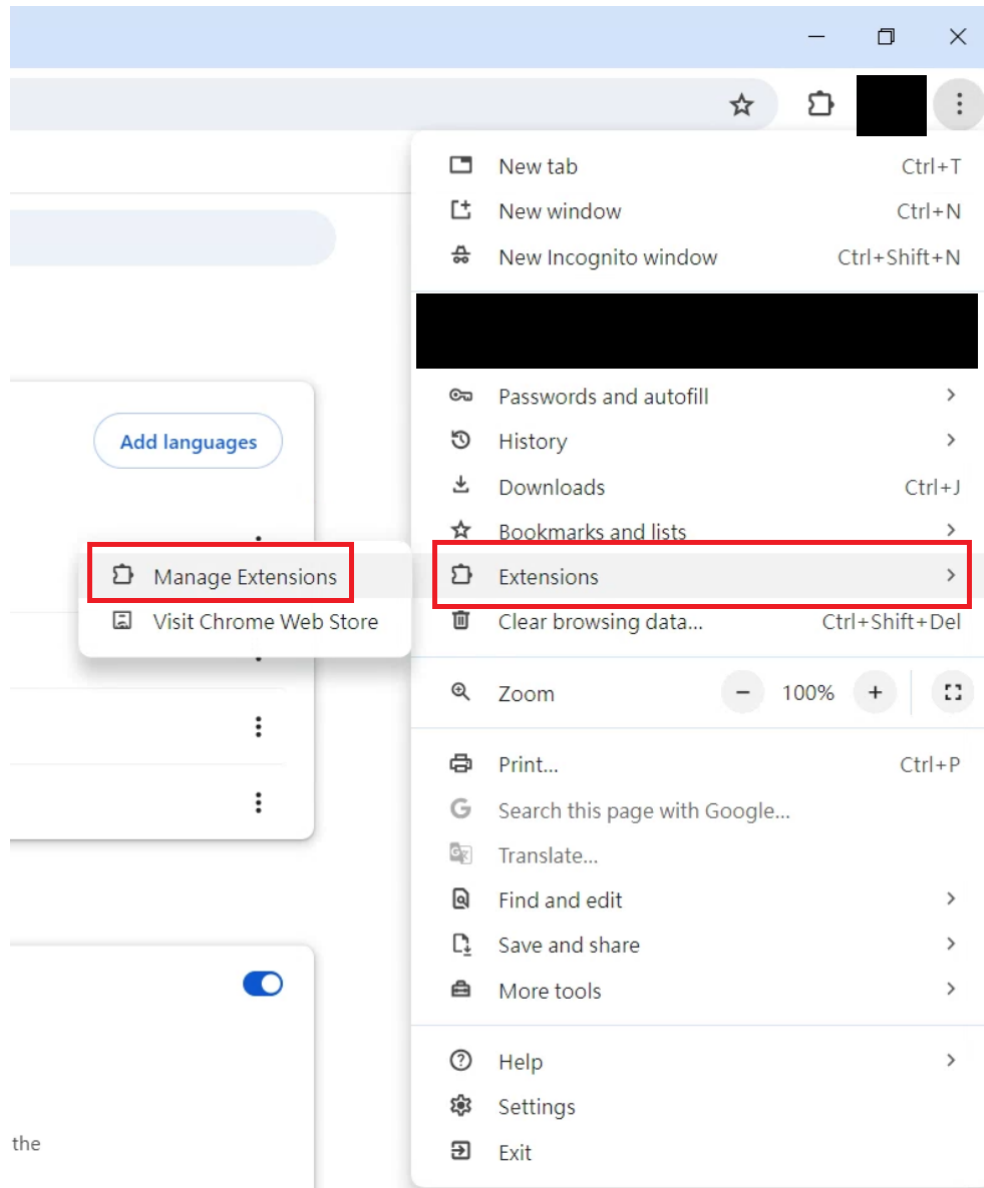 New tab Ctrl+T
New window Ctrl+N
New Incognito window Ctrl+Shift+N
Passwords and autofill
Add languages
History
Downloads Ctrl+J
Bookmarks and lists
Manage Extensions
Extensions
Visit Chrome Web Store
Clear browsing data... Ctrl+Shift+Del
Zoom − 100% +
Print... Ctrl+P
G Search this page with Google...
Translate...
Find and edit
Save and share
More tools
Help
Settings
the
Exit